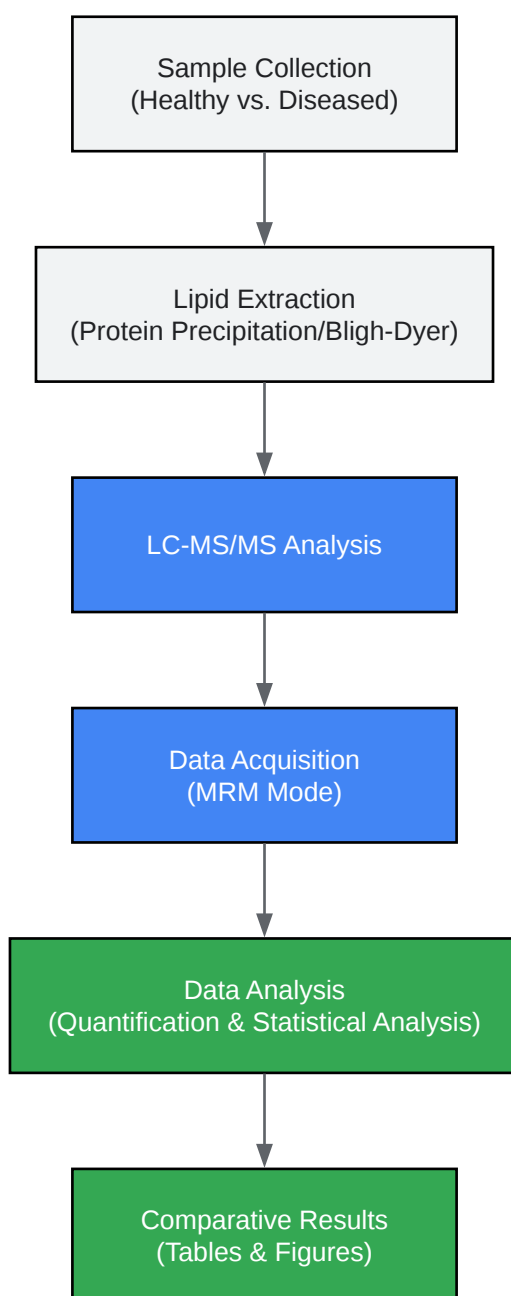 Sample Collection
(Healthy vs. Diseased)
Lipid Extraction
(Protein Precipitation/Bligh-Dyer)
LC-MS/MS Analysis
Data Acquisition
(MRM Mode)
Data Analysis
(Quantification & Statistical Analysis)
Comparative Results
(Tables & Figures)